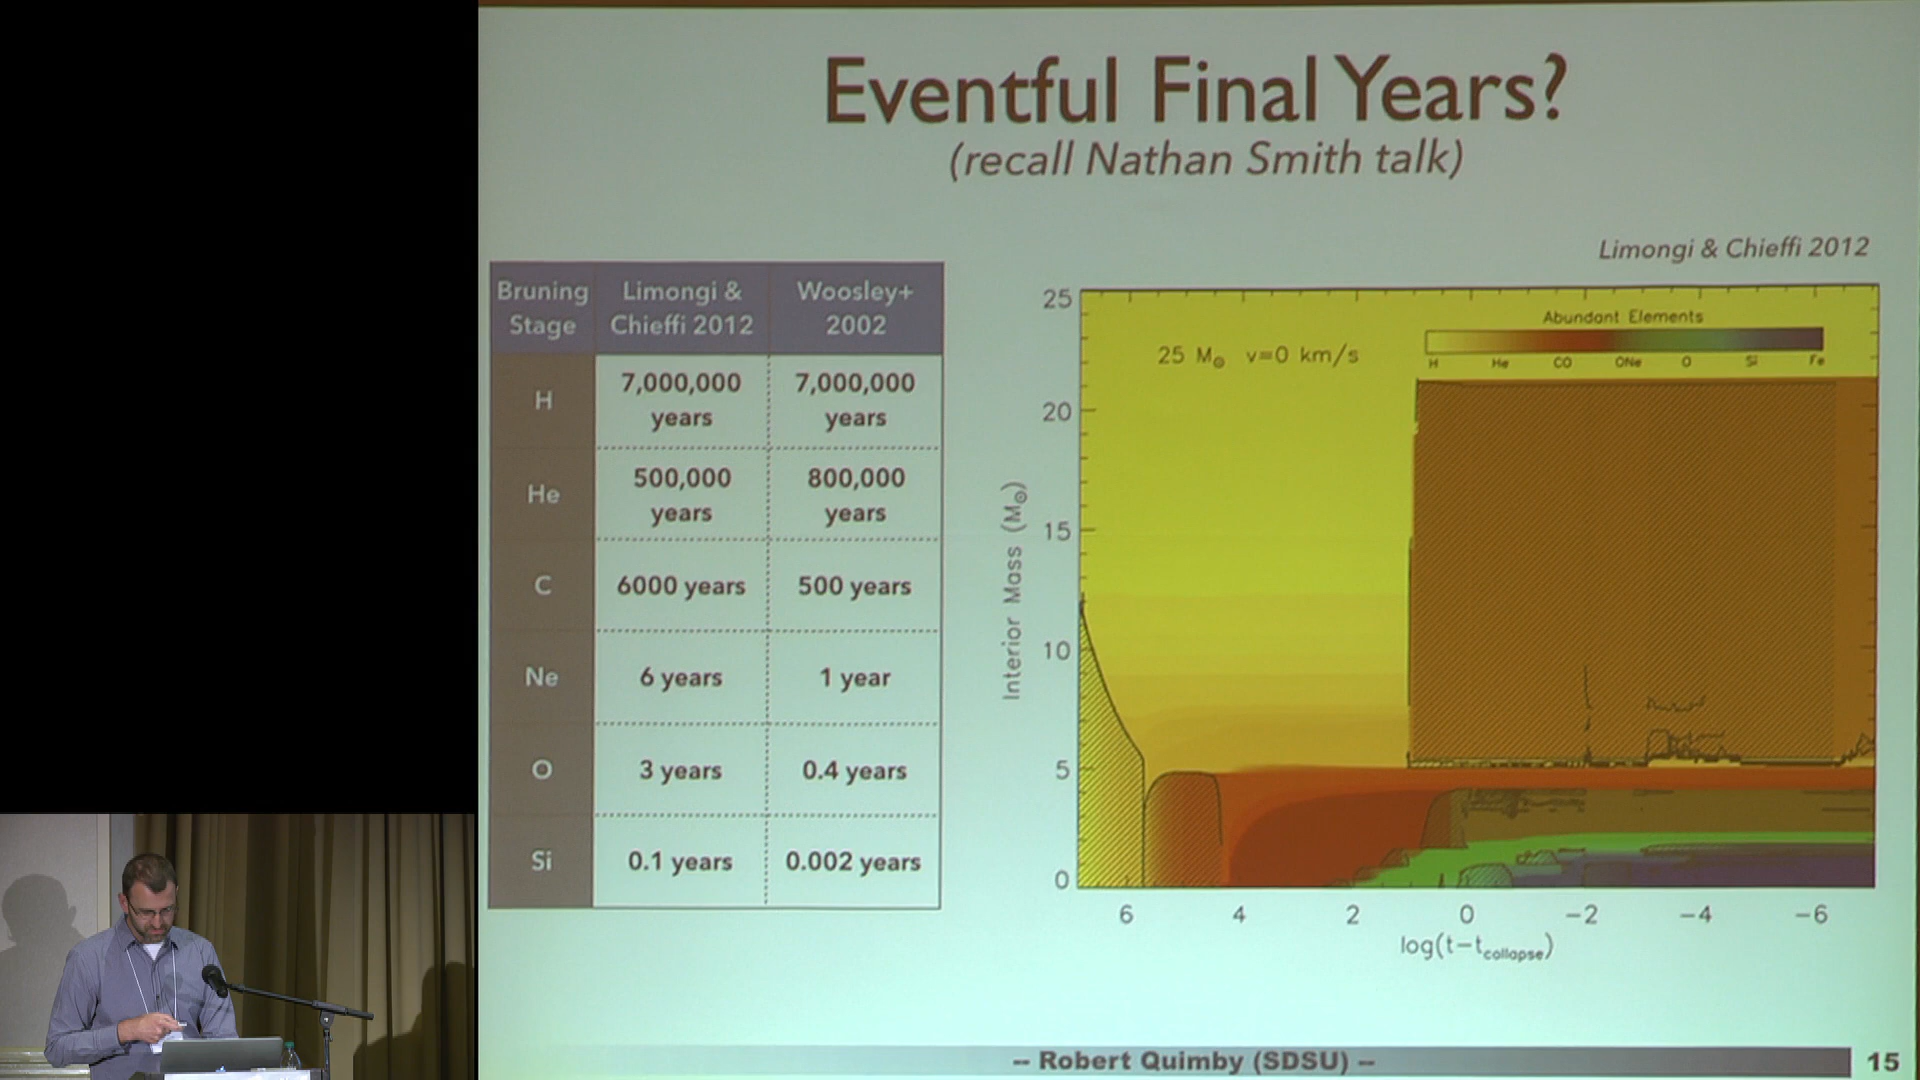 Eventful Final Years?
(recall Nathan Smith talk)
Limongi & Chieffi 2012
Bruning Stage
Limongi & Chieffi 2012
Woosley+ 2002
H
7,000,000 years
7,000,000 years
He
500,000 years
800,000 years
C
6000 years
500 years
Ne
6 years
1 year
O
3 years
0.4 years
Si
0.1 years
0.002 years
Abundant Elements
25 M⊙ v=0 km/s
H He CO ONe O Si Fe
Interior Mass (M⊙)
25
20
15
10
5
0
6 4 2 0 −2 −4 −6
log(t−tcollapse)
-- Robert Quimby (SDSU) --
15